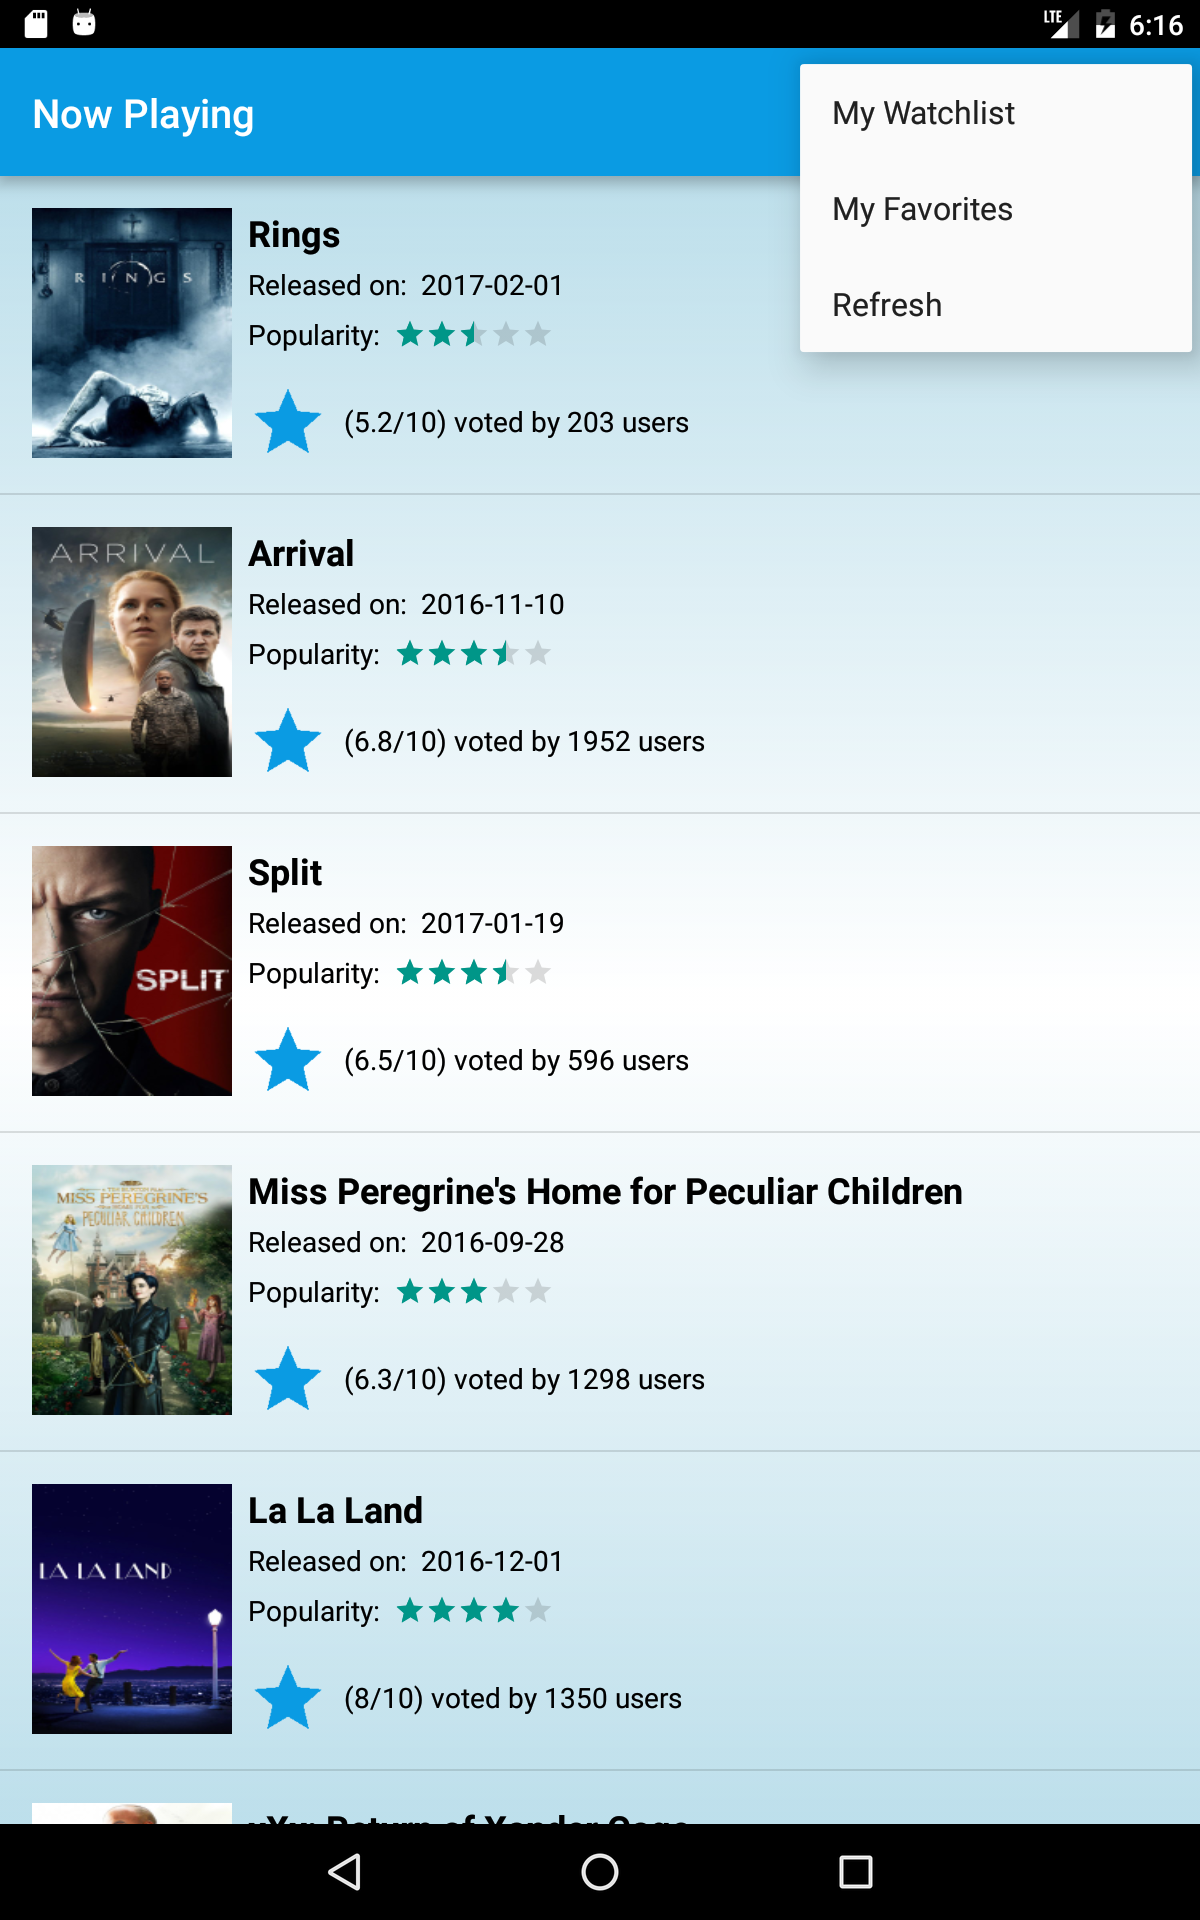 LTE 6:16
Now Playing
My Watchlist
My Favorites
Refresh
RINGS
Rings
Released on: 2017-02-01
Popularity:
(5.2/10) voted by 203 users
ARRIVAL
Arrival
Released on: 2016-11-10
Popularity:
(6.8/10) voted by 1952 users
SPLIT
Split
Released on: 2017-01-19
Popularity:
(6.5/10) voted by 596 users
MISS PEREGRINE'S
PECULIAR CHILDREN
Miss Peregrine's Home for Peculiar Children
Released on: 2016-09-28
Popularity:
(6.3/10) voted by 1298 users
LA LA LAND
La La Land
Released on: 2016-12-01
Popularity:
(8/10) voted by 1350 users
xXx: Return of Xander Cage